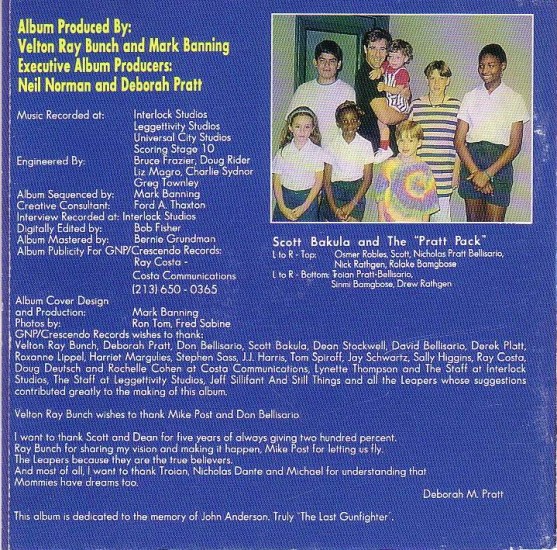 Album Produced By:
Velton Ray Bunch and Mark Banning
Executive Album Producers:
Neil Norman and Deborah Pratt
Music Recorded at: Interlock Studios
Leggettivity Studios
Universal City Studios
Scoring Stage 10
Engineered By: Bruce Frazier, Doug Rider
Liz Magro, Charlie Sydnor
Greg Townley
Album Sequenced by: Mark Banning
Creative Consultant: Ford A. Thaxton
Interview Recorded at: Interlock Studios
Digitally Edited by: Bob Fisher
Album Mastered by: Bernie Grundman
Album Publicity For GNP/Crescendo Records:
Ray Costa -
Costa Communications
(213) 650 - 0365
Album Cover Design
and Production: Mark Banning
Photos by: Ron Tom, Fred Sabine
GNP/Crescendo Records wishes to thank:
Velton Ray Bunch, Deborah Pratt, Don Bellisario, Scott Bakula, Dean Stockwell, David Bellisario, Derek Platt,
Roxanne Lippel, Harriet Margulies, Stephen Sass, J.J. Harris, Tom Spiroff, Jay Schwartz, Sally Higgins, Ray Costa,
Doug Deutsch and Rochelle Cohen at Costa Communications, Lynette Thompson and The Staff at Interlock
Studios, The Staff at Leggettivity Studios, Jeff Sillifant And Still Things and all the Leapers whose suggestions
contributed greatly to the making of this album.
Velton Ray Bunch wishes to thank Mike Post and Don Bellisario
I want to thank Scott and Dean for five years of always giving two hundred percent.
Ray Bunch for sharing my vision and making it happen, Mike Post for letting us fly.
The Leapers because they are the true believers.
And most of all, I want to thank Troian, Nicholas Dante and Michael for understanding that
Mommies have dreams too.
Deborah M. Pratt
This album is dedicated to the memory of John Anderson. Truly "The Last Gunfighter".
Scott Bakula and The "Pratt Pack"
L to R - Top: Osmer Robles, Scott, Nicholas Pratt Bellisario,
Nick Rathgen, Rolake Bamgbose
L to R - Bottom: Troian Pratt-Bellisario,
Sinmi Bamgbose, Drew Rathgen